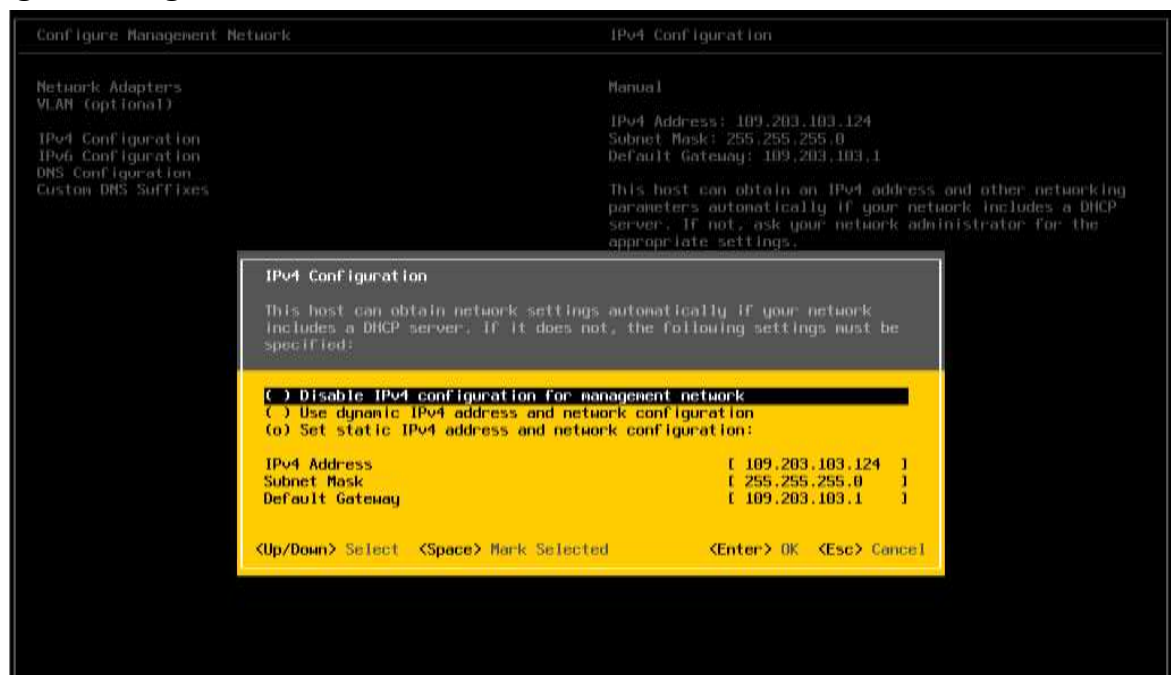 Configure Management Network
IPv4 Configuration
Network Adapters
VLAN (optional)
IPv4 Configuration
IPv6 Configuration
DNS Configuration
Custom DNS Suffixes
Manual
IPv4 Address: 109.203.103.124
Subnet Mask: 255.255.255.0
Default Gateway: 109.203.103.1
This host can obtain an IPv4 address and other networking
parameters automatically if your network includes a DHCP
server. If not, ask your network administrator for the
appropriate settings.
IPv4 Configuration
This host can obtain network settings automatically if your network
includes a DHCP server. If it does not, the following settings must be
specified:
( ) Disable IPv4 configuration for management network
( ) Use dynamic IPv4 address and network configuration
(o) Set static IPv4 address and network configuration:
IPv4 Address [ 109.203.103.124 ]
Subnet Mask [ 255.255.255.0 ]
Default Gateway [ 109.203.103.1 ]
<Up/Down> Select <Space> Mark Selected <Enter> OK <Esc> Cancel